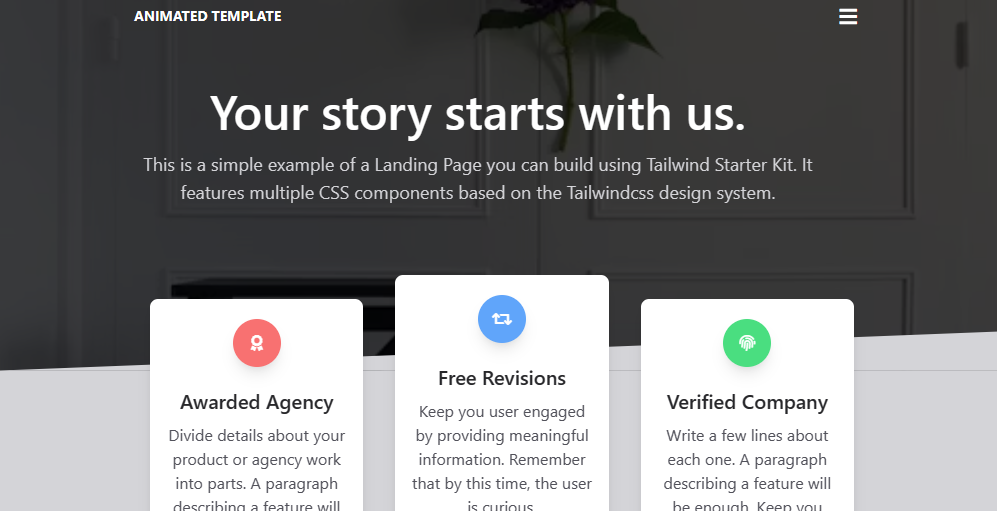 ANIMATED TEMPLATE
Your story starts with us.
This is a simple example of a Landing Page you can build using Tailwind Starter Kit. It
features multiple CSS components based on the Tailwindcss design system.
Awarded Agency
Divide details about your
product or agency work
into parts. A paragraph
describing a feature will
Free Revisions
Keep you user engaged
by providing meaningful
information. Remember
that by this time, the user
is curious.
Verified Company
Write a few lines about
each one. A paragraph
describing a feature will
be enough. Keep you